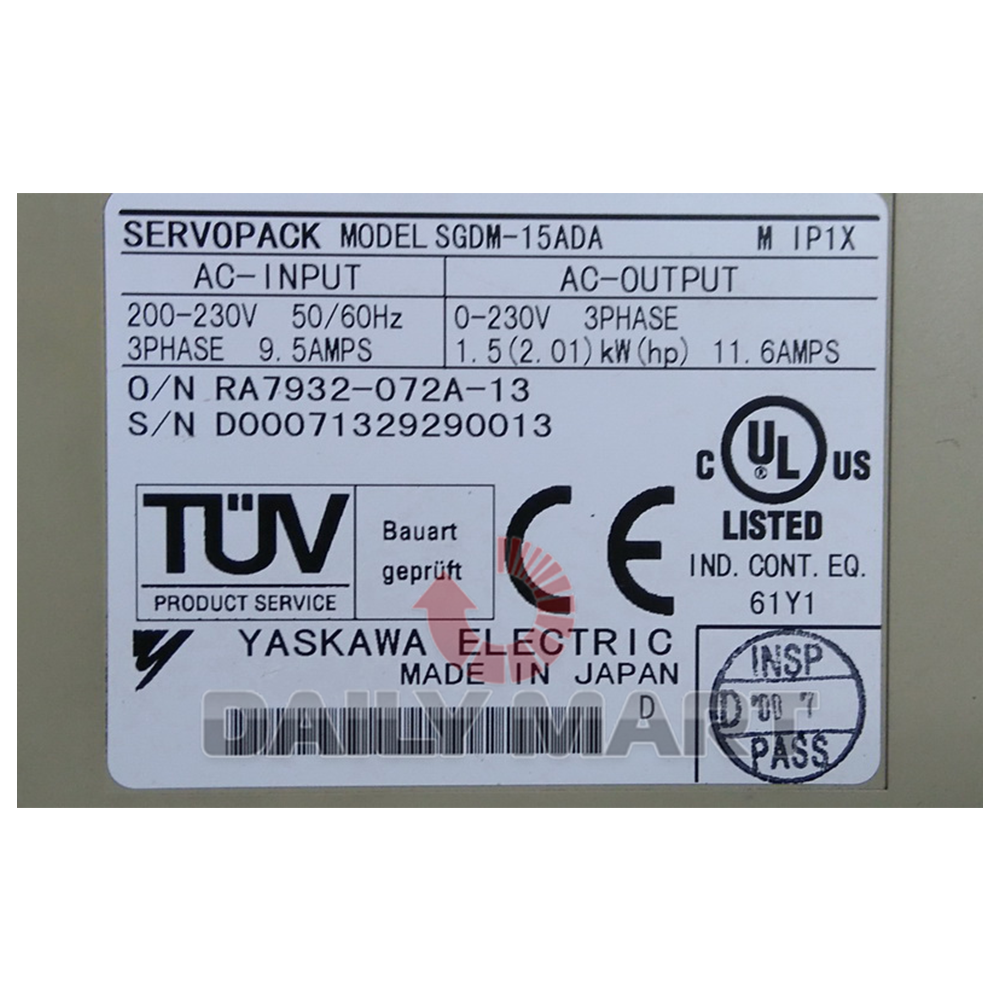 SERVOPACK MODEL SGDM-15ADA M IP1X
AC-INPUT AC-OUTPUT
200-230V 50/60Hz 0-230V 3PHASE
3PHASE 9.5AMPS 1.5(2.01)kW(hp) 11.6AMPS
O/N RA7932-072A-13
S/N D00071329290013
C UL ® US
LISTED
IND. CONT. EQ.
61Y1
TÜV
PRODUCT SERVICE
Bauart
geprüft
CE
YASKAWA ELECTRIC
MADE IN JAPAN
D
INSP
D '00 7
PASS
DAILY MART